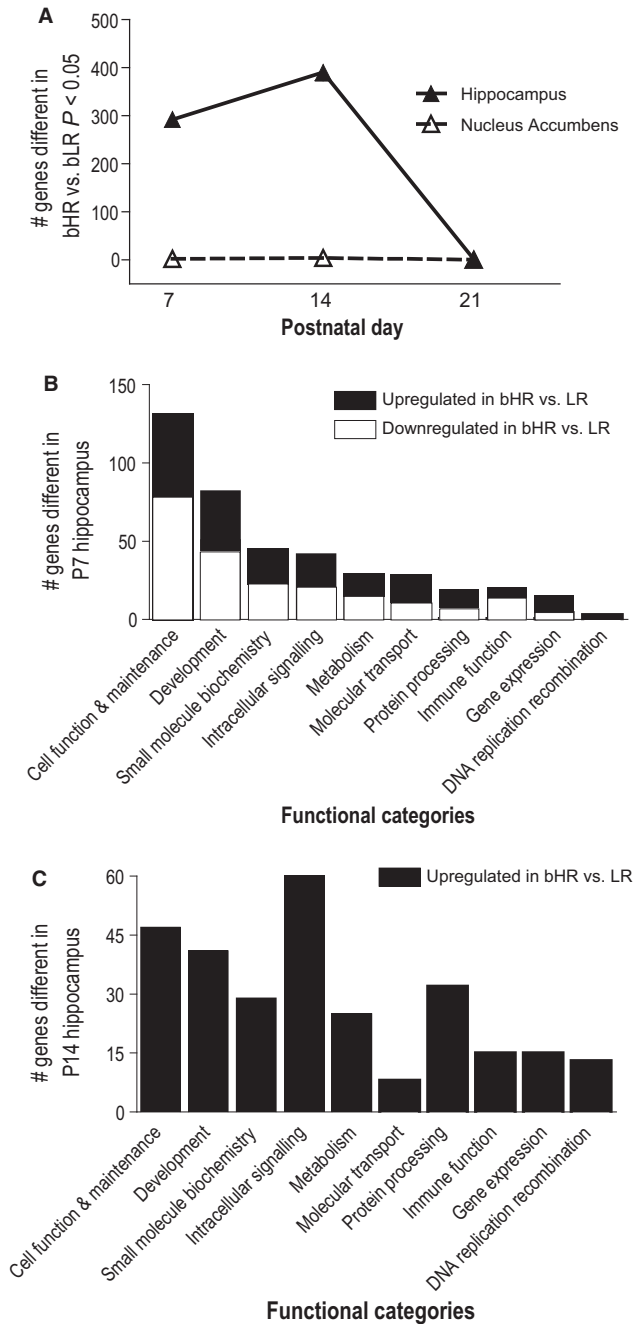 A
# genes different in
bHR vs. bLR P < 0.05
500
400
300
200
100
0
Hippocampus
Nucleus Accumbens
7 14 21
Postnatal day
B
# genes different in
P7 hippocampus
150
100
50
0
Upregulated in bHR vs. LR
Downregulated in bHR vs. LR
Cell function & maintenance
Development
Small molecule biochemistry
Intracellular signalling
Metabolism
Molecular transport
Protein processing
Immune function
Gene expression
DNA replication recombination
Functional categories
C
# genes different in
P14 hippocampus
60
45
30
15
0
Upregulated in bHR vs. LR
Cell function & maintenance
Development
Small molecule biochemistry
Intracellular signalling
Metabolism
Molecular transport
Protein processing
Immune function
Gene expression
DNA replication recombination
Functional categories